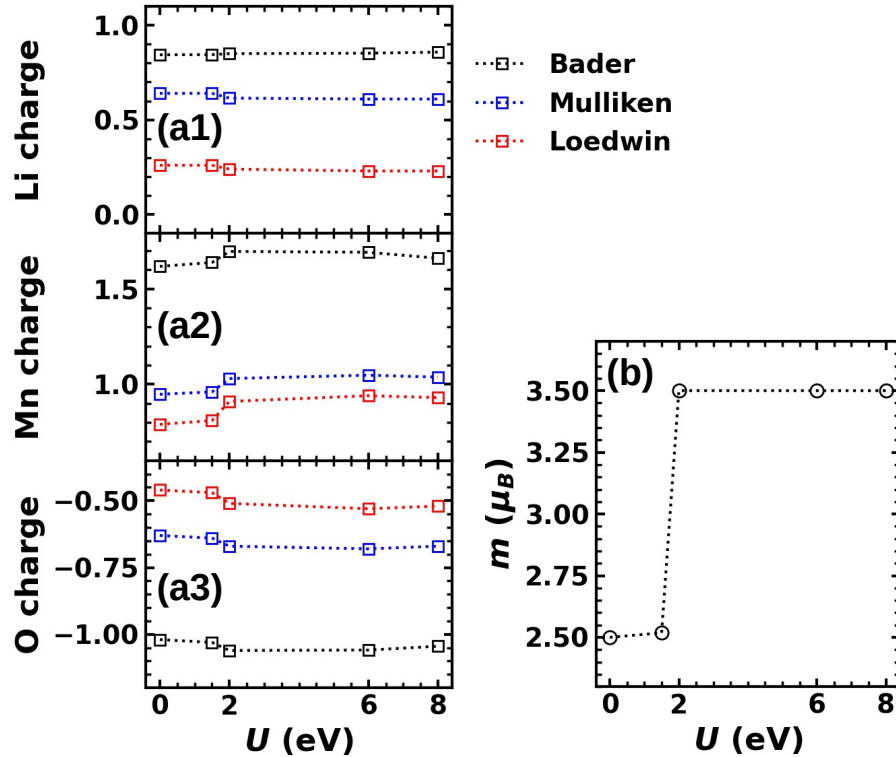 Li charge
1.0
0.5
0.0
(a1)
Bader
Mulliken
Loedwin
Mn charge
1.5
1.0
(a2)
O charge
−0.50
−0.75
−1.00
(a3)
0 2 6 8
U (eV)
m (μB)
3.50
3.25
3.00
2.75
2.50
(b)
0 2 6 8
U (eV)